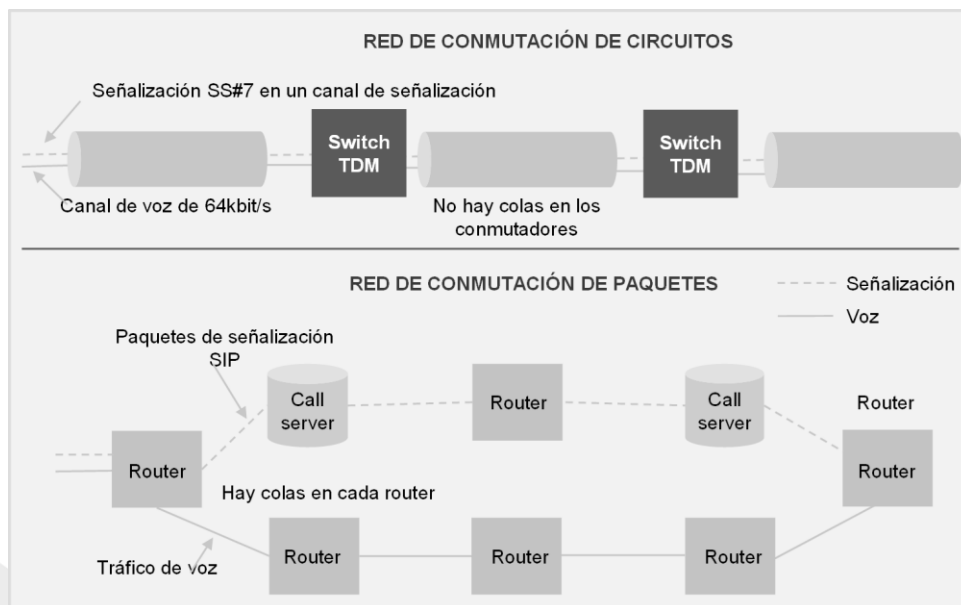 RED DE CONMUTACIÓN DE CIRCUITOS
Señalización SS#7 en un canal de señalización
Switch
TDM
Switch
TDM
Canal de voz de 64kbit/s
No hay colas en los
conmutadores
RED DE CONMUTACIÓN DE PAQUETES
Señalización
Voz
Paquetes de señalización
SIP
Call
server
Router
Call
server
Router
Router
Router
Hay colas en cada router
Router
Router
Router
Tráfico de voz